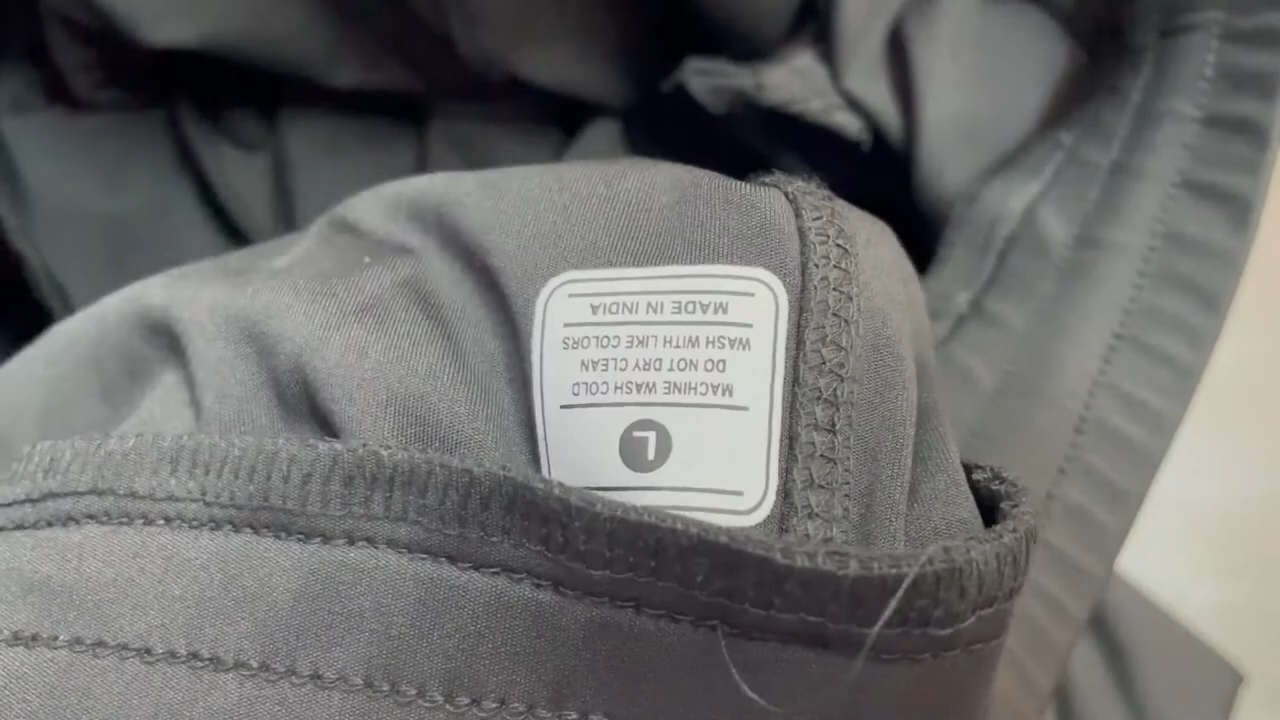 L
MACHINE WASH COLD
DO NOT DRY CLEAN
WASH WITH LIKE COLORS
MADE IN INDIA